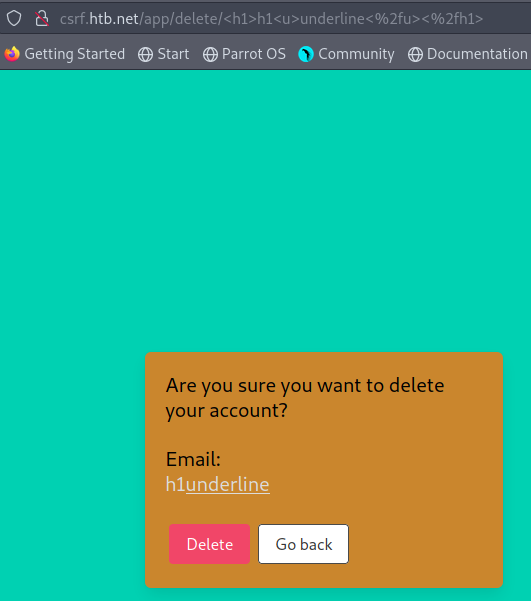 csrf.htb.net/app/delete/<h1>h1<u>underline<%2fu><%2fh1>
Getting Started Start Parrot OS Community Documentation
Are you sure you want to delete
your account?
Email:
h1underline
Delete Go back